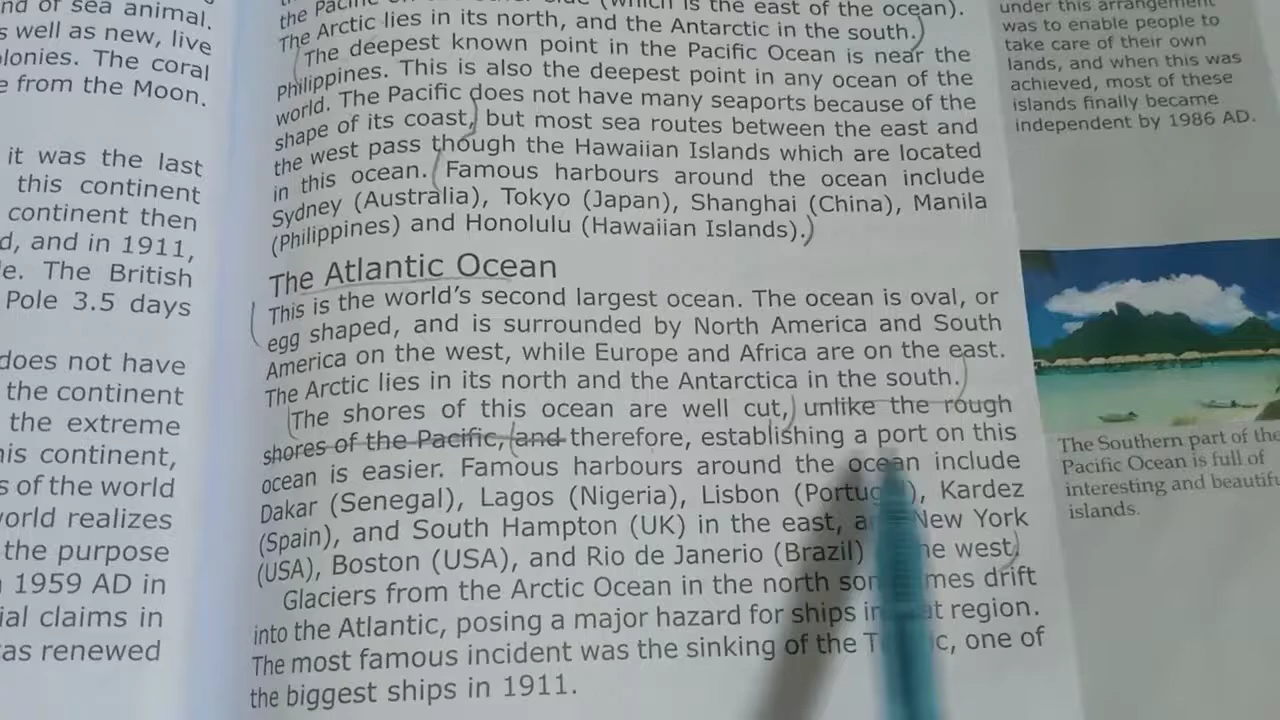 nd of sea animal.
s well as new, live
lonies. The coral
e from the Moon.
it was the last
this continent
continent then
d, and in 1911,
e. The British
Pole 3.5 days
does not have
the continent
the extreme
his continent,
s of the world
world realizes
the purpose
1959 AD in
ial claims in
as renewed
the Pacific (which is the east of the ocean).
The Arctic lies in its north, and the Antarctic in the south.
The deepest known point in the Pacific Ocean is near the
Philippines. This is also the deepest point in any ocean of the
world. The Pacific does not have many seaports because of the
shape of its coast, but most sea routes between the east and
the west pass though the Hawaiian Islands which are located
in this ocean. Famous harbours around the ocean include
Sydney (Australia), Tokyo (Japan), Shanghai (China), Manila
(Philippines) and Honolulu (Hawaiian Islands).
The Atlantic Ocean
This is the world's second largest ocean. The ocean is oval, or
egg shaped, and is surrounded by North America and South
America on the west, while Europe and Africa are on the east.
The Arctic lies in its north and the Antarctica in the south.
The shores of this ocean are well cut, unlike the rough
shores of the Pacific, and therefore, establishing a port on this
ocean is easier. Famous harbours around the ocean include
Dakar (Senegal), Lagos (Nigeria), Lisbon (Portug), Kardez
(Spain), and South Hampton (UK) in the east, a New York
(USA), Boston (USA), and Rio de Janerio (Brazil) he west
Glaciers from the Arctic Ocean in the north som mes drift
into the Atlantic, posing a major hazard for ships in at region.
The most famous incident was the sinking of the T c, one of
the biggest ships in 1911.
under this arrangement
was to enable people to
take care of their own
lands, and when this was
achieved, most of these
islands finally became
independent by 1986 AD.
The Southern part of the
Pacific Ocean is full of
interesting and beautifu
islands.